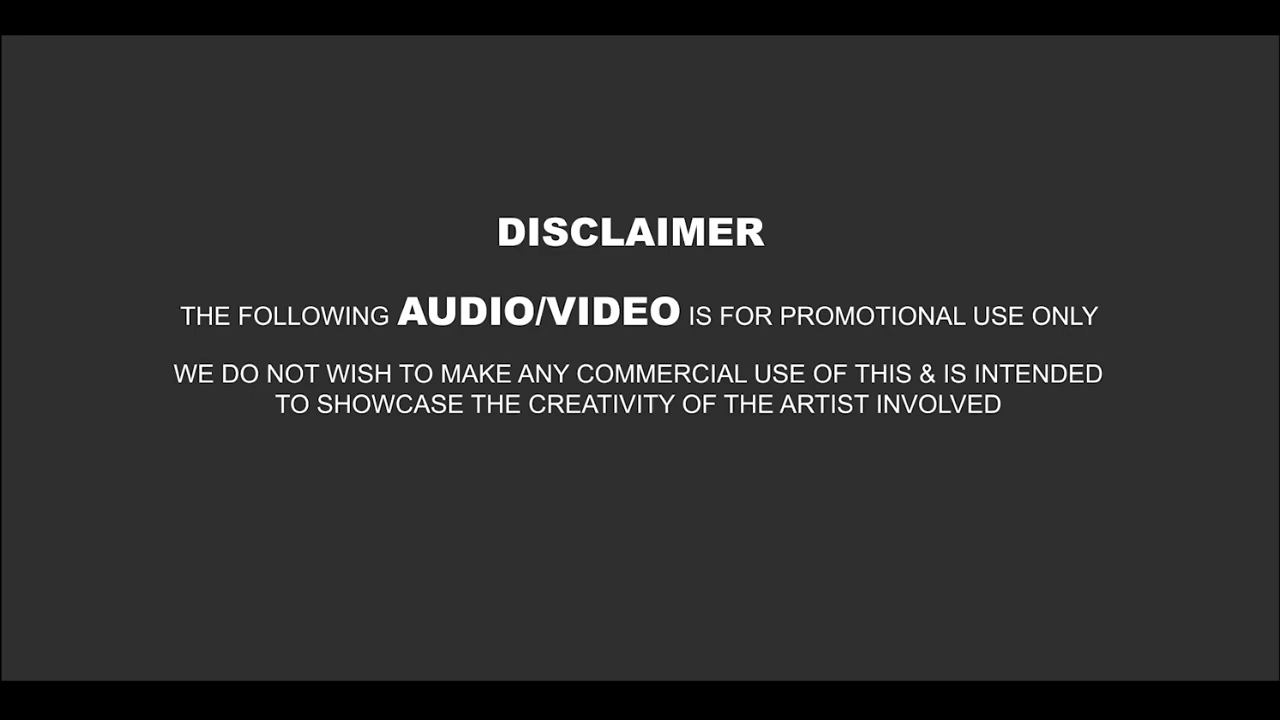 DISCLAIMER
THE FOLLOWING AUDIO/VIDEO IS FOR PROMOTIONAL USE ONLY
WE DO NOT WISH TO MAKE ANY COMMERCIAL USE OF THIS & IS INTENDED
TO SHOWCASE THE CREATIVITY OF THE ARTIST INVOLVED